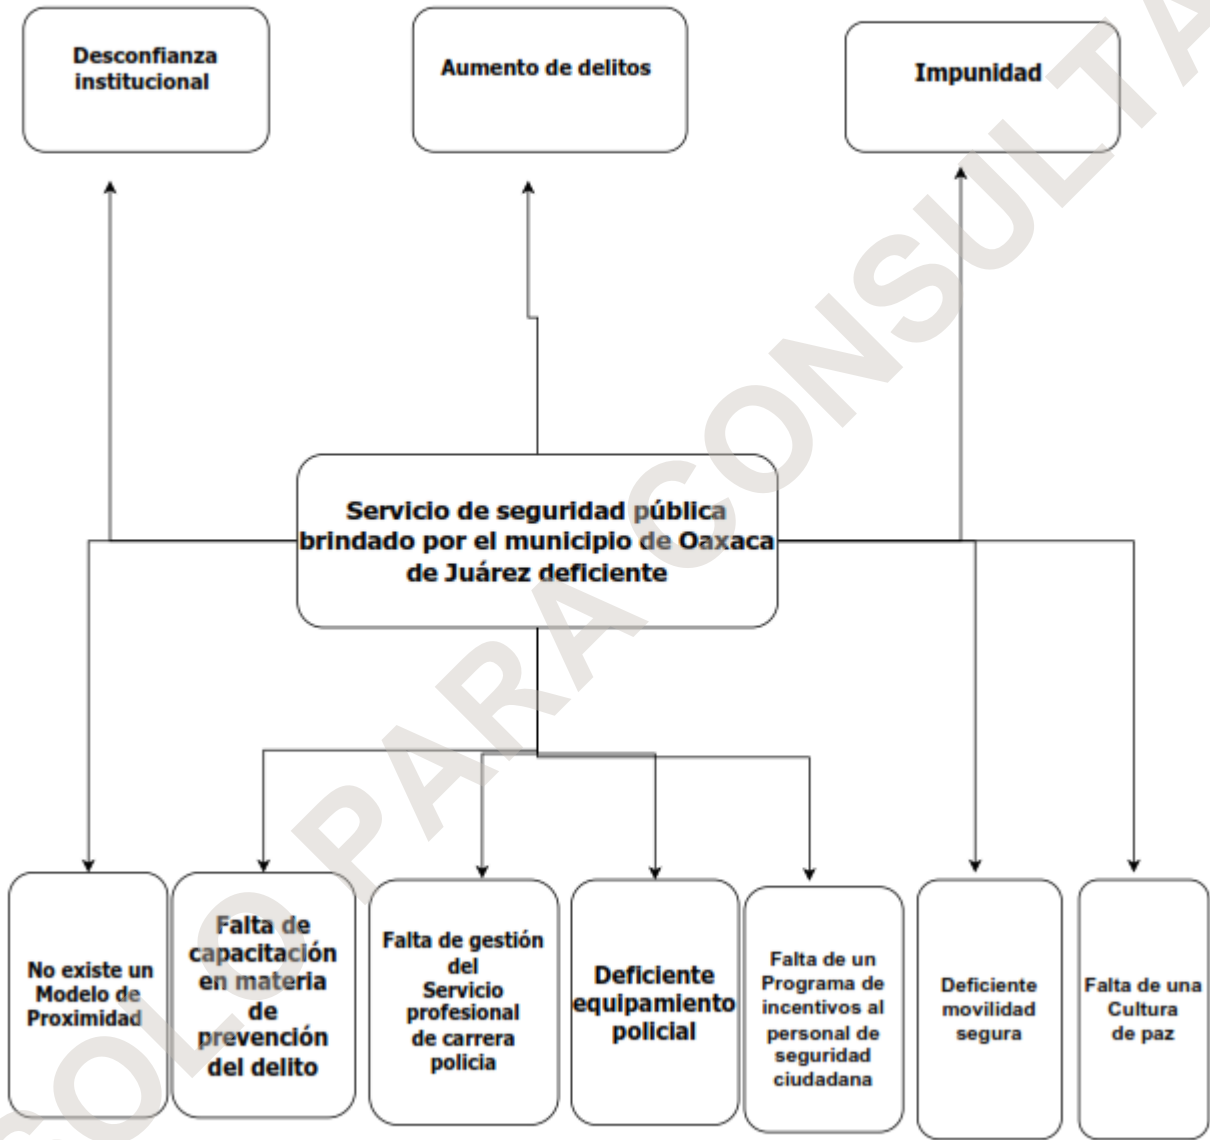 Desconfianza
institucional
Aumento de delitos
Impunidad
Servicio de seguridad pública
brindado por el municipio de Oaxaca
de Juárez deficiente
No existe un
Modelo de
Proximidad
Falta de
capacitación
en materia
de
prevención
del delito
Falta de gestión
del
Servicio
profesional
de carrera
policia
Deficiente
equipamiento
policial
Falta de un
Programa de
incentivos al
personal de
seguridad
ciudadana
Deficiente
movilidad
segura
Falta de una
Cultura
de paz
COLO PARA CONSULTA